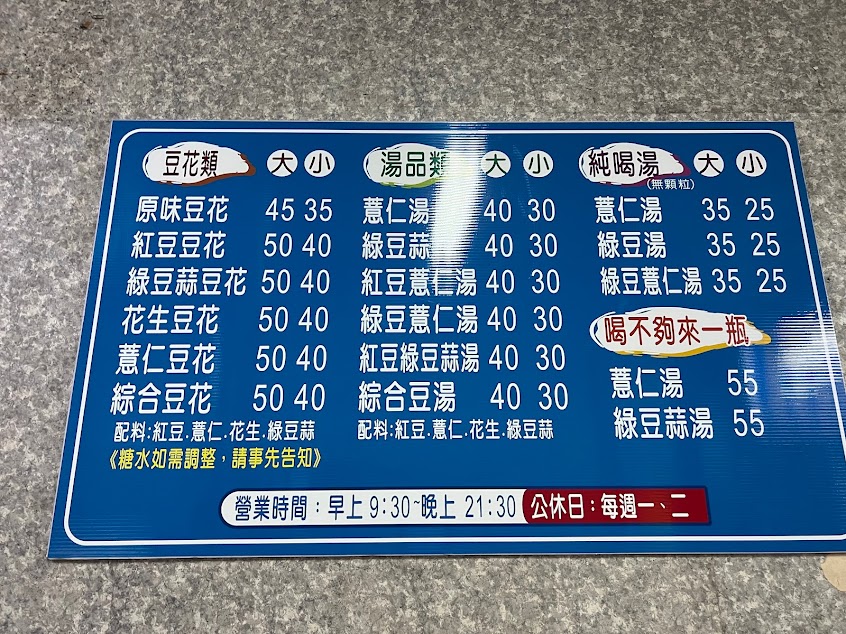 豆花類 大 小
原味豆花 45 35
紅豆豆花 50 40
綠豆蒜豆花 50 40
花生豆花 50 40
薏仁豆花 50 40
綜合豆花 50 40
配料:紅豆.薏仁.花生.綠豆蒜
《糖水如需調整，請事先告知》
湯品類 大 小
薏仁湯 40 30
綠豆蒜 40 30
紅豆薏仁湯 40 30
綠豆薏仁湯 40 30
紅豆綠豆蒜湯 40 30
綜合豆湯 40 30
配料:紅豆.薏仁.花生.綠豆蒜
純喝湯 大 小
(無顆粒)
薏仁湯 35 25
綠豆湯 35 25
綠豆薏仁湯 35 25
喝不夠來一瓶
薏仁湯 55
綠豆蒜湯 55
營業時間：早上 9:30~晚上 21:30 公休日：每週一、二